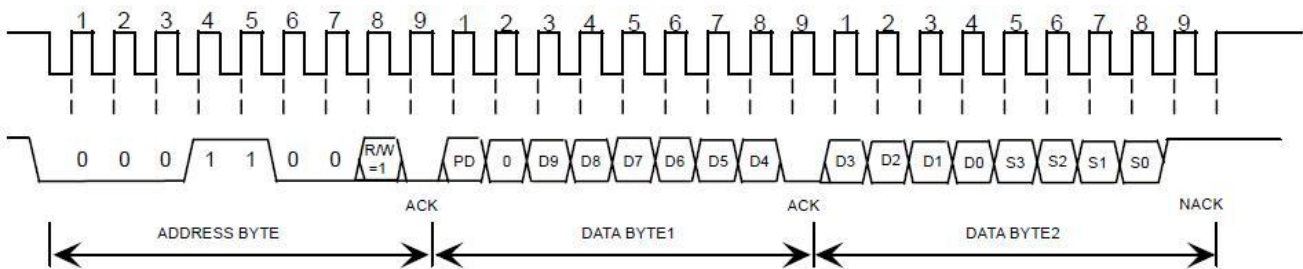 1 2 3 4 5 6 7 8 9 1 2 3 4 5 6 7 8 9 1 2 3 4 5 6 7 8 9
0 0 0 1 1 0 0 R/W =1 PD 0 D9 D8 D7 D6 D5 D4 D3 D2 D1 D0 S3 S2 S1 S0
ACK ACK NACK
ADDRESS BYTE DATA BYTE1 DATA BYTE2